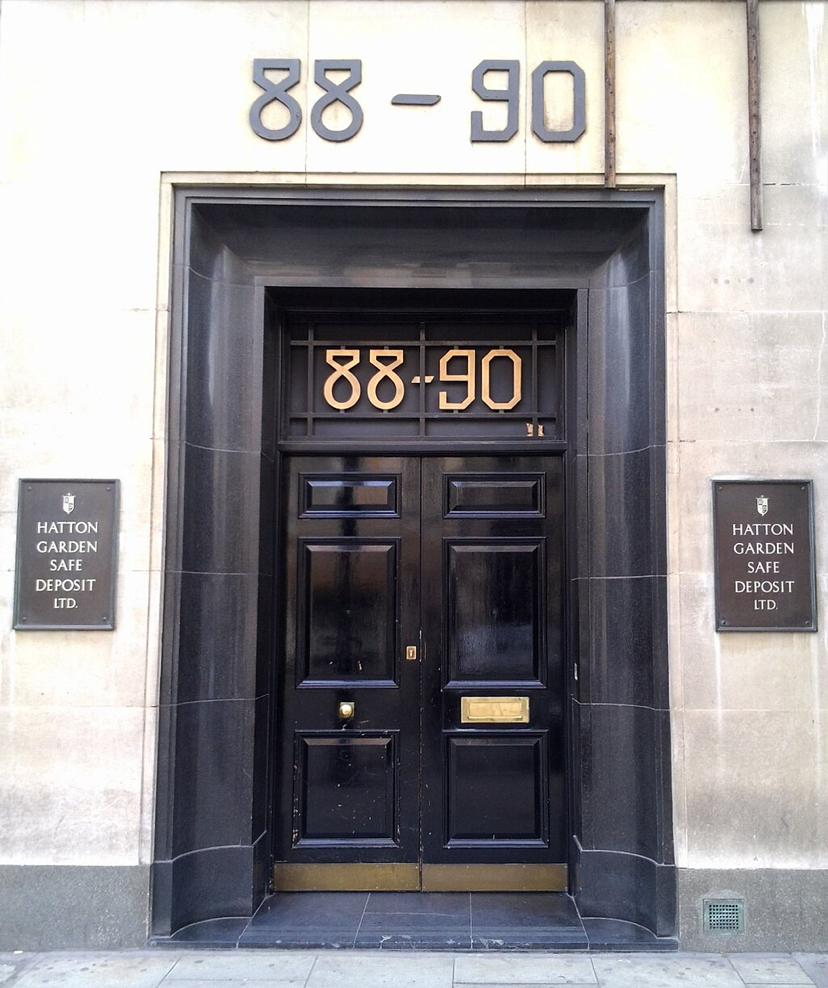 88-90
88-90
HATTON
GARDEN
SAFE
DEPOSIT
LTD.
HATTON
GARDEN
SAFE
DEPOSIT
LTD.